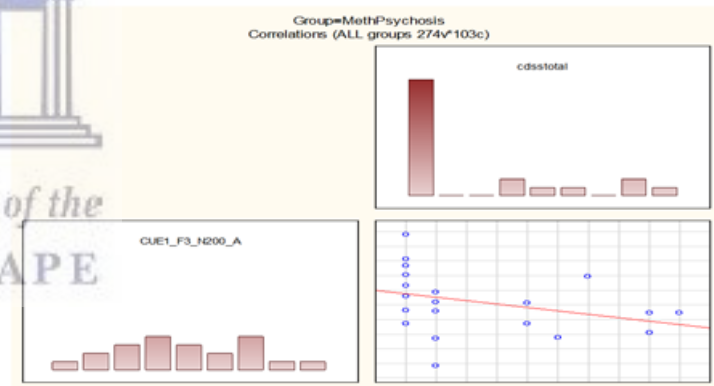 Group=MethPsychosis
Correlations (ALL groups 274v*103c)
cdsstotal
of the
CUE1_F3_N200_A
APE